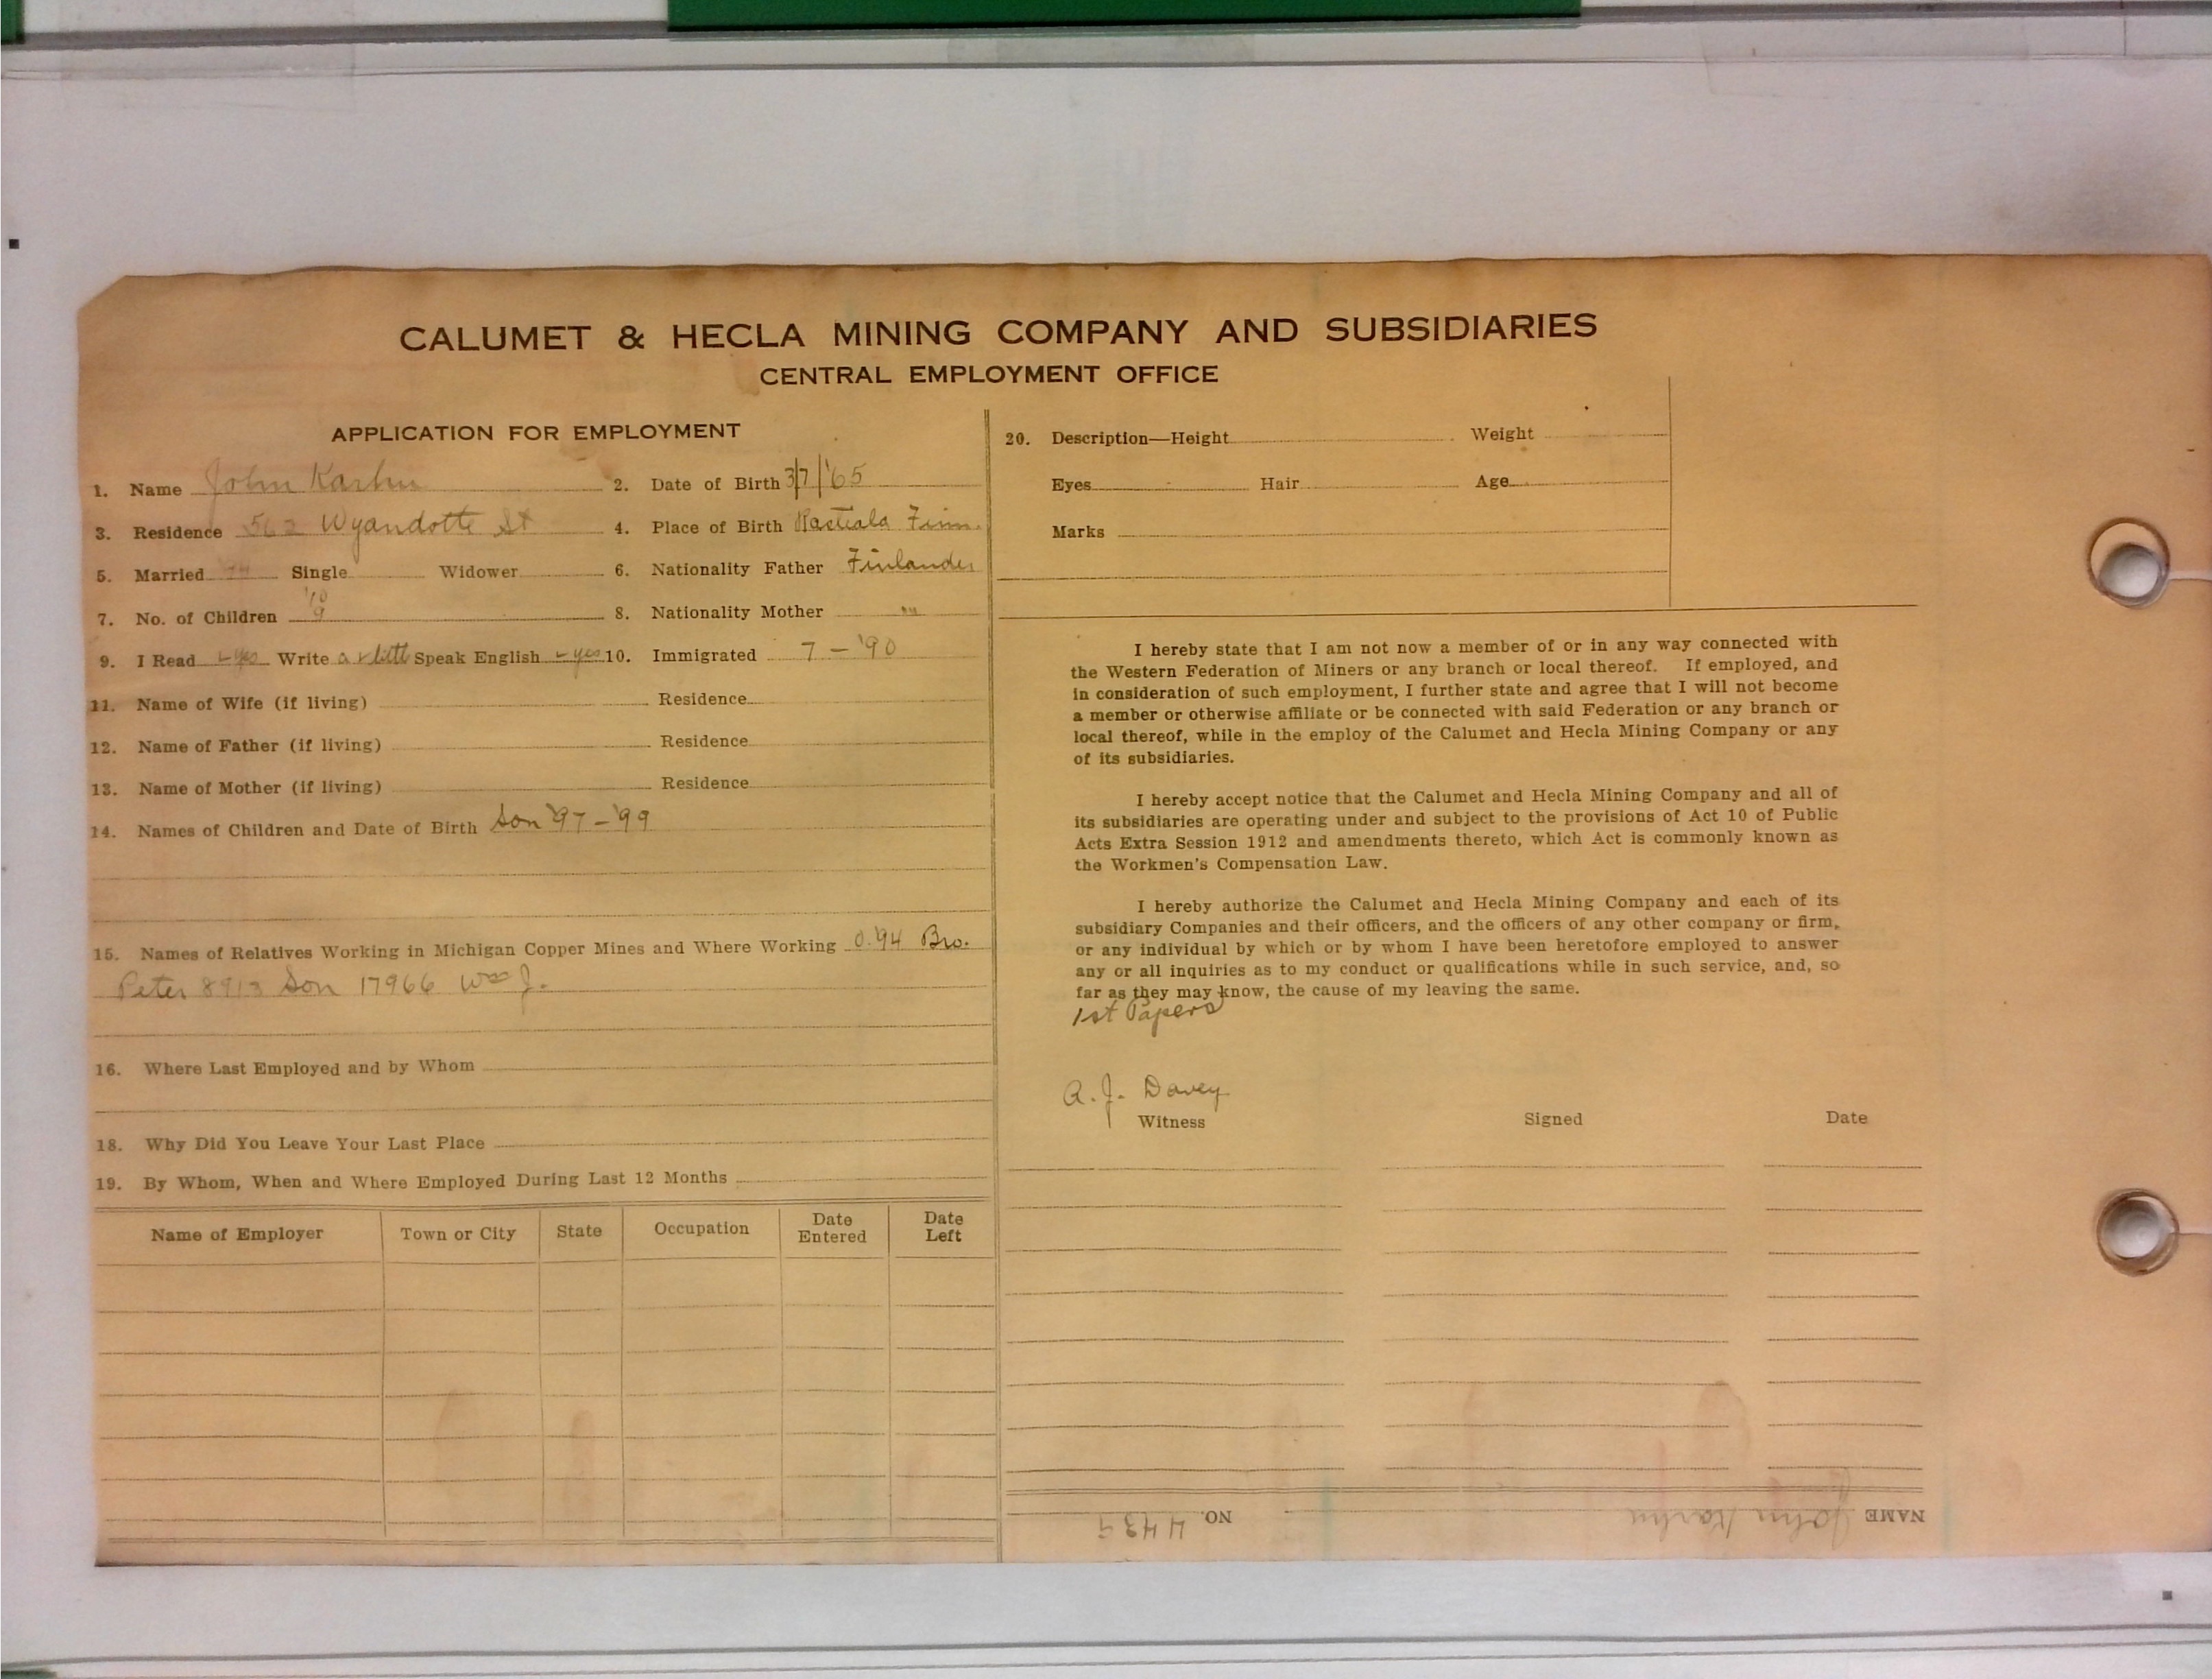 CALUMET & HECLA MINING COMPANY AND SUBSIDIARIES
CENTRAL EMPLOYMENT OFFICE
APPLICATION FOR EMPLOYMENT
1. Name John Karhu 2. Date of Birth 3/7/'65
3. Residence 562 Wyandotte St 4. Place of Birth Finn.
5. Married Single Widower 6. Nationality Father Finlander
7. No. of Children '18 9 8. Nationality Mother "
9. I Read yes Write a little Speak English yes 10. Immigrated 7 - '90
11. Name of Wife (if living) Residence
12. Name of Father (if living) Residence
13. Name of Mother (if living) Residence
14. Names of Children and Date of Birth Son '97 - '99
15. Names of Relatives Working in Michigan Copper Mines and Where Working 0.'94 Bro.
Peter 8913 Son 17966 Wm J.
16. Where Last Employed and by Whom
18. Why Did You Leave Your Last Place
19. By Whom, When and Where Employed During Last 12 Months
Name of Employer Town or City State Occupation Date Entered Date Left
20. Description—Height Weight
Eyes Hair Age
Marks
I hereby state that I am not now a member of or in any way connected with
the Western Federation of Miners or any branch or local thereof. If employed, and
in consideration of such employment, I further state and agree that I will not become
a member or otherwise affiliate or be connected with said Federation or any branch or
local thereof, while in the employ of the Calumet and Hecla Mining Company or any
of its subsidiaries.
I hereby accept notice that the Calumet and Hecla Mining Company and all of
its subsidiaries are operating under and subject to the provisions of Act 10 of Public
Acts Extra Session 1912 and amendments thereto, which Act is commonly known as
the Workmen's Compensation Law.
I hereby authorize the Calumet and Hecla Mining Company and each of its
subsidiary Companies and their officers, and the officers of any other company or firm,
or any individual by which or by whom I have been heretofore employed to answer
any or all inquiries as to my conduct or qualifications while in such service, and, so
far as they may know, the cause of my leaving the same.
1st Papers
A. J. Davey
Witness Signed Date
NAME John Karhu NO. 4439